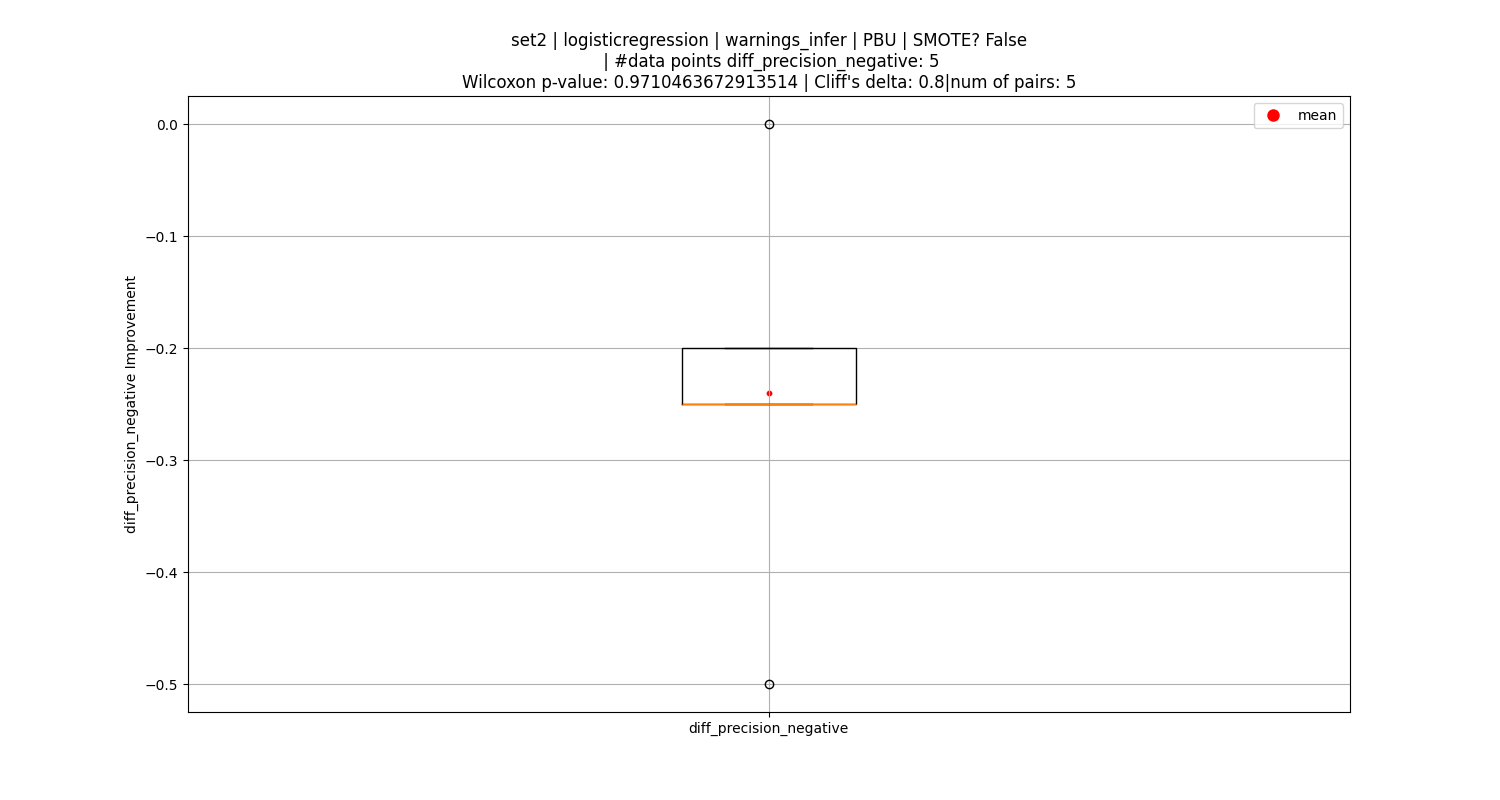 set2 | logisticregression | warnings_infer | PBU | SMOTE? False
| #data points diff_precision_negative: 5
Wilcoxon p-value: 0.9710463672913514 | Cliff's delta: 0.8|num of pairs: 5
mean
0.0
−0.1
−0.2
−0.3
−0.4
−0.5
diff_precision_negative Improvement
diff_precision_negative